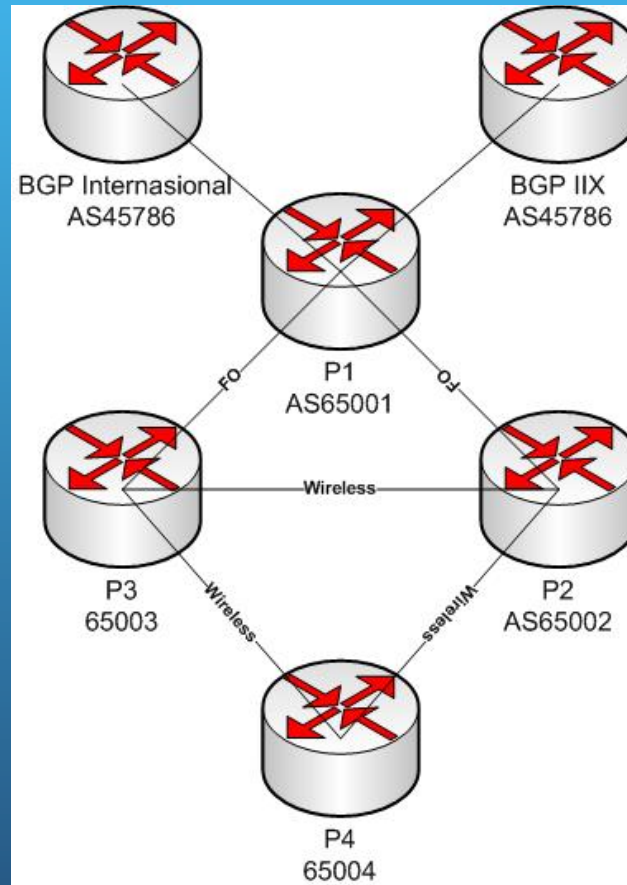 BGP Internasional
AS45786
BGP IIX
AS45786
P1
AS65001
FO
FO
Wireless
P3
65003
P2
AS65002
Wireless
Wireless
P4
65004